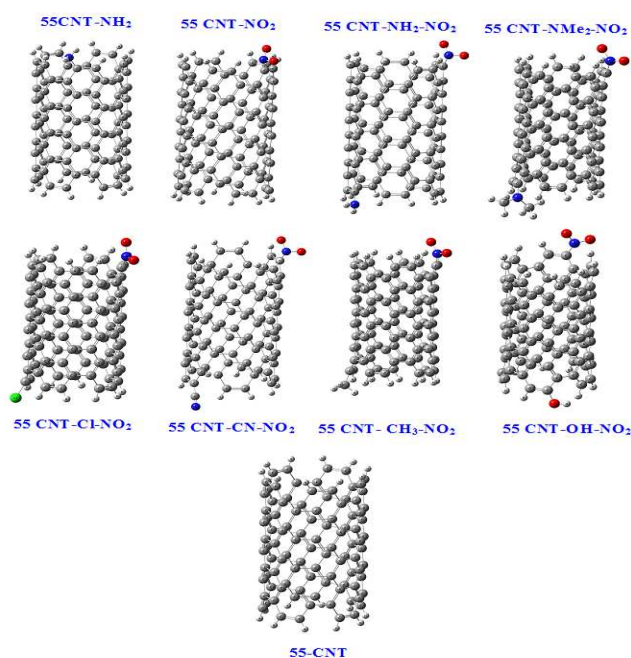 55CNT-NH₂
55 CNT-NO₂
55 CNT-NH₂-NO₂
55 CNT-NMe₂-NO₂
55 CNT-Cl-NO₂
55 CNT-CN-NO₂
55 CNT- CH₃-NO₂
55 CNT-OH-NO₂
55-CNT